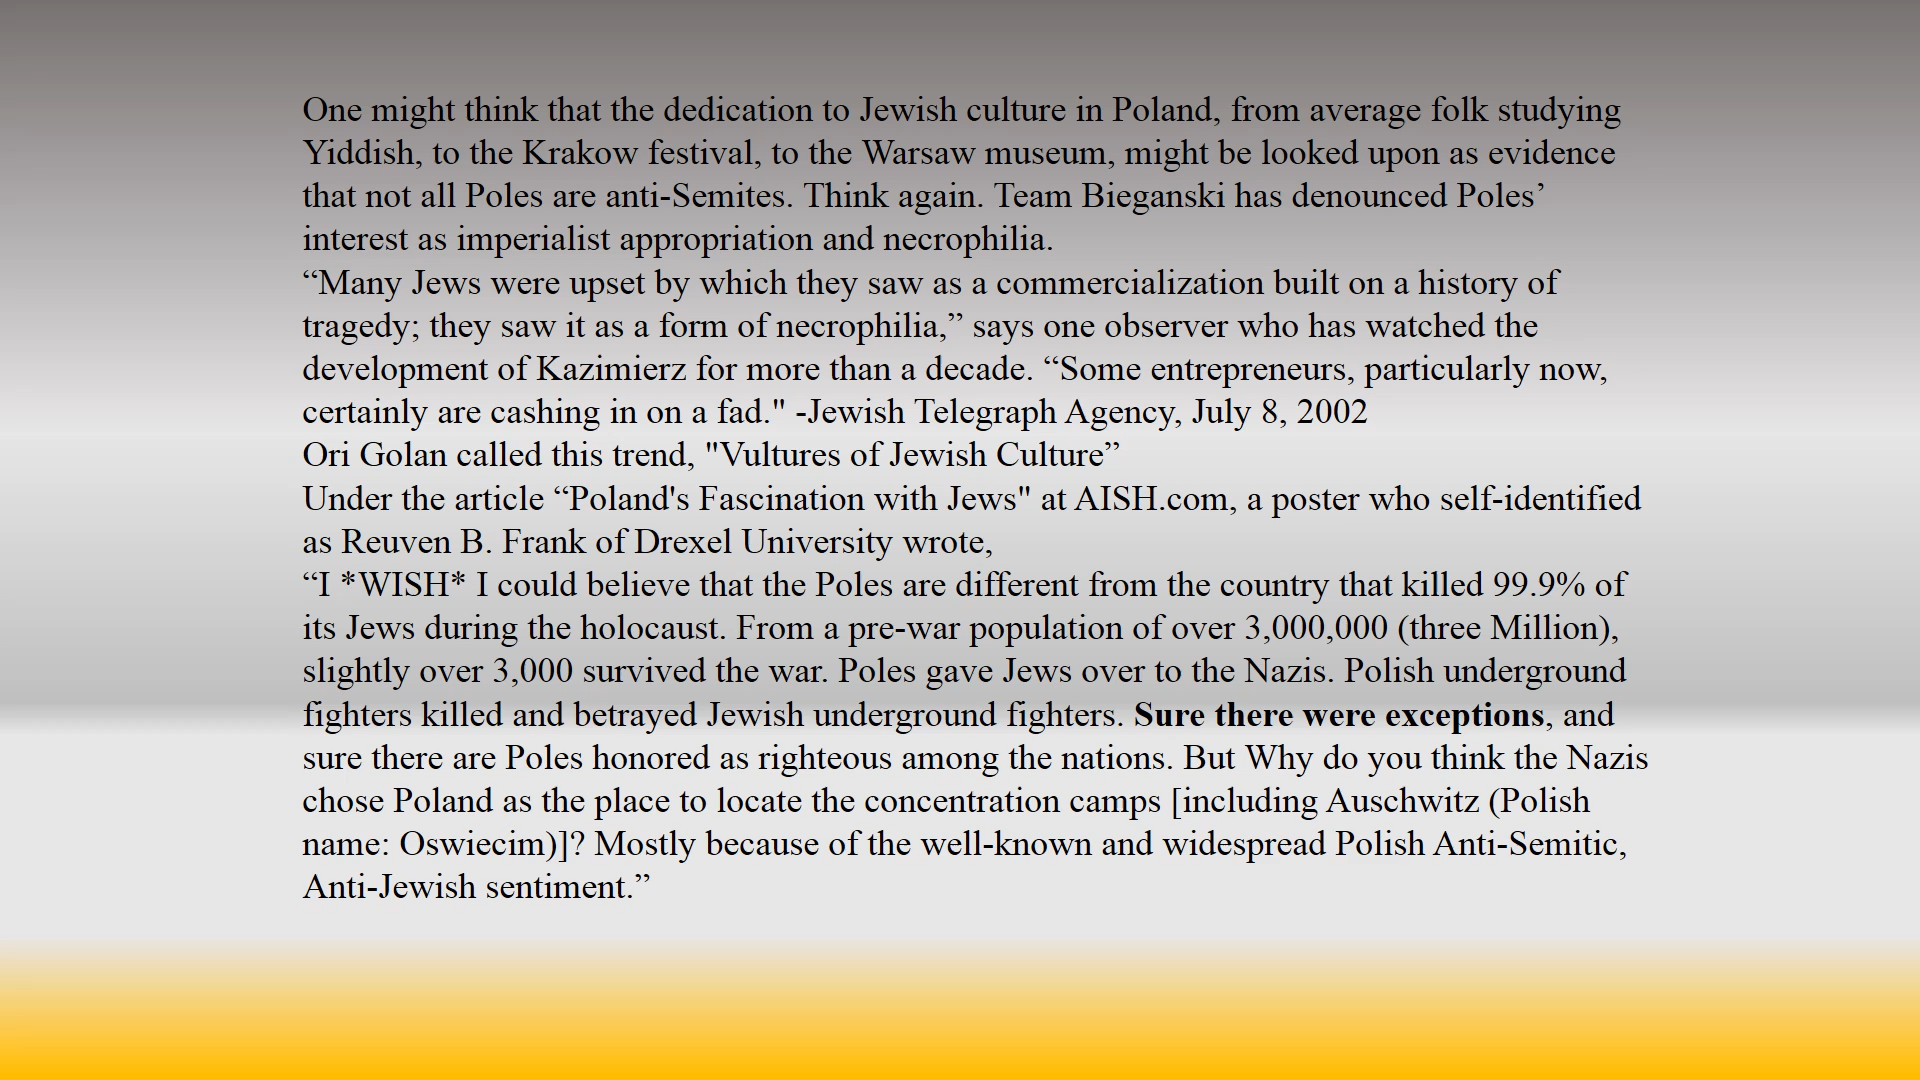 One might think that the dedication to Jewish culture in Poland, from average folk studying
Yiddish, to the Krakow festival, to the Warsaw museum, might be looked upon as evidence
that not all Poles are anti-Semites. Think again. Team Bieganski has denounced Poles’
interest as imperialist appropriation and necrophilia.
“Many Jews were upset by which they saw as a commercialization built on a history of
tragedy; they saw it as a form of necrophilia,” says one observer who has watched the
development of Kazimierz for more than a decade. “Some entrepreneurs, particularly now,
certainly are cashing in on a fad." -Jewish Telegraph Agency, July 8, 2002
Ori Golan called this trend, "Vultures of Jewish Culture”
Under the article “Poland's Fascination with Jews" at AISH.com, a poster who self-identified
as Reuven B. Frank of Drexel University wrote,
“I *WISH* I could believe that the Poles are different from the country that killed 99.9% of
its Jews during the holocaust. From a pre-war population of over 3,000,000 (three Million),
slightly over 3,000 survived the war. Poles gave Jews over to the Nazis. Polish underground
fighters killed and betrayed Jewish underground fighters. Sure there were exceptions, and
sure there are Poles honored as righteous among the nations. But Why do you think the Nazis
chose Poland as the place to locate the concentration camps [including Auschwitz (Polish
name: Oswiecim)]? Mostly because of the well-known and widespread Polish Anti-Semitic,
Anti-Jewish sentiment.”